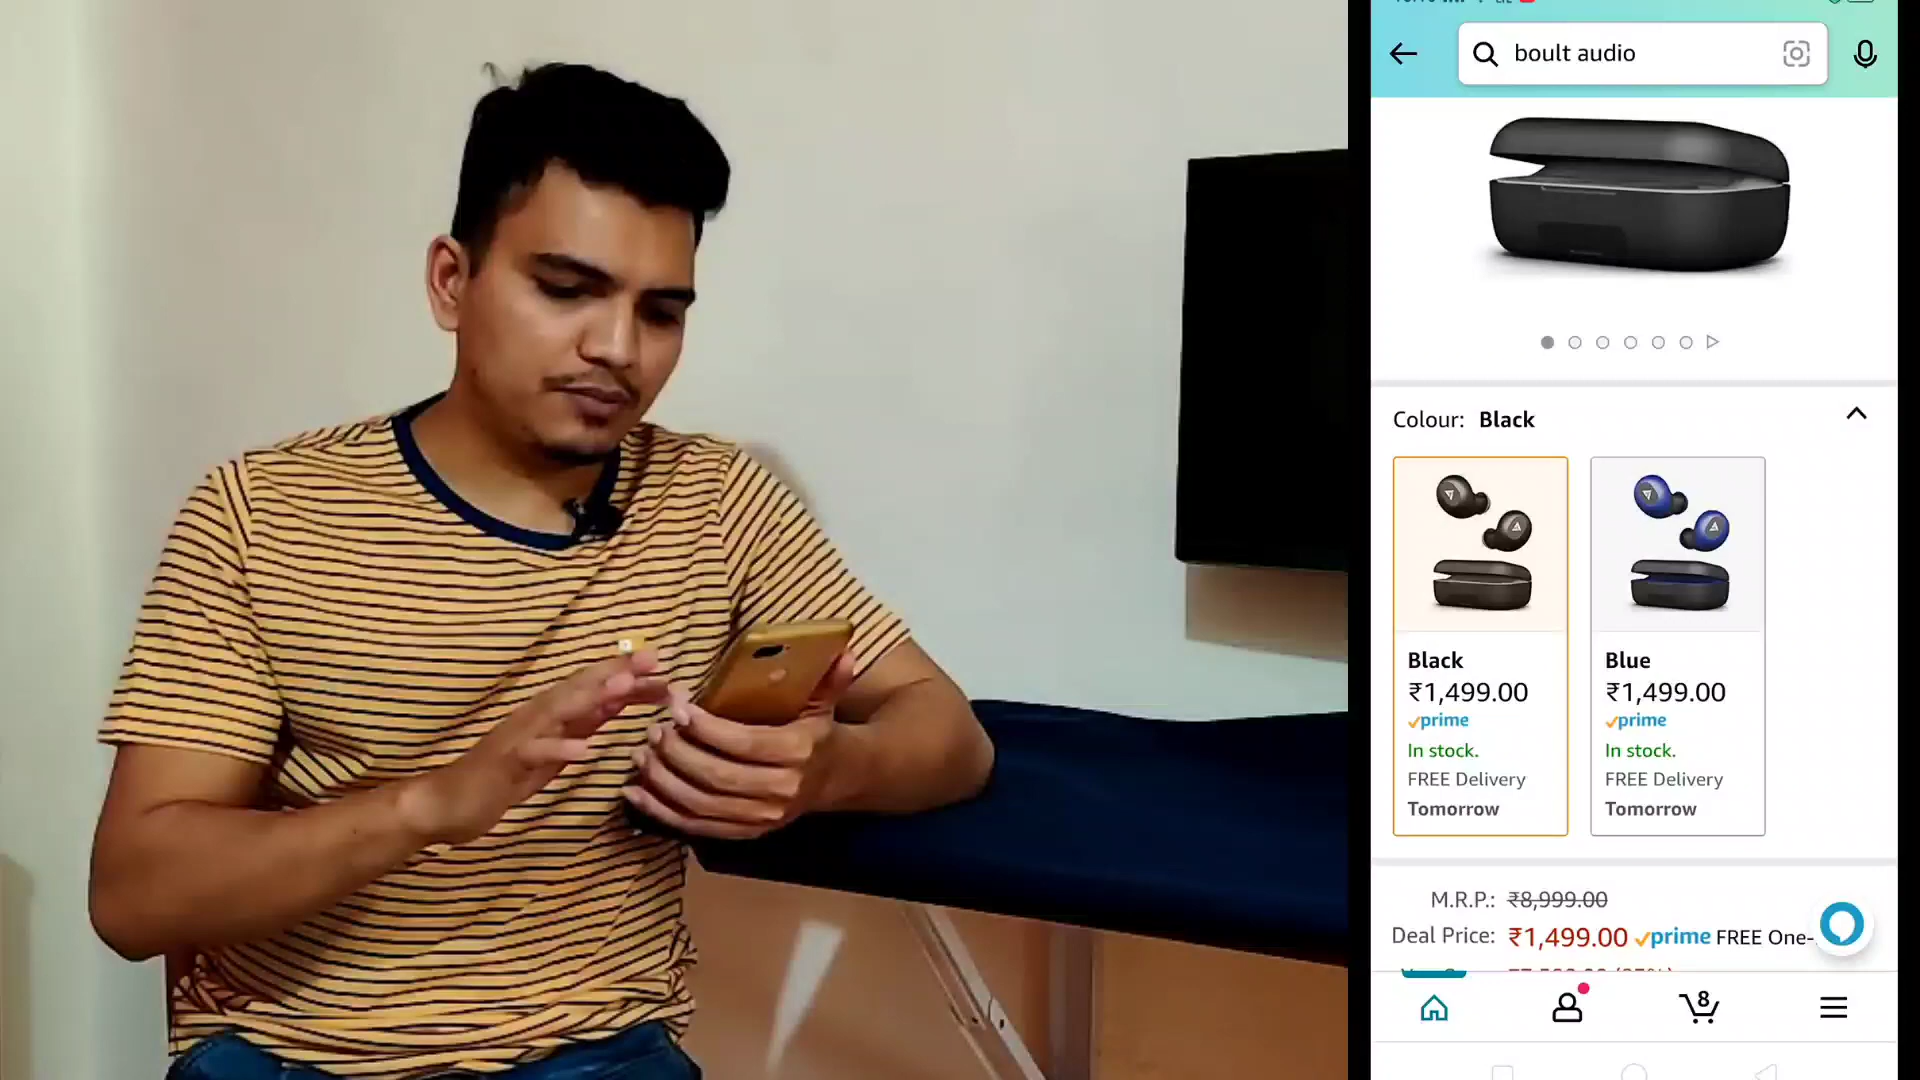 boult audio
Colour: Black
Black
₹1,499.00
prime
In stock.
FREE Delivery
Tomorrow
Blue
₹1,499.00
prime
In stock.
FREE Delivery
Tomorrow
M.R.P.: ₹8,999.00
Deal Price: ₹1,499.00 prime FREE One-
8